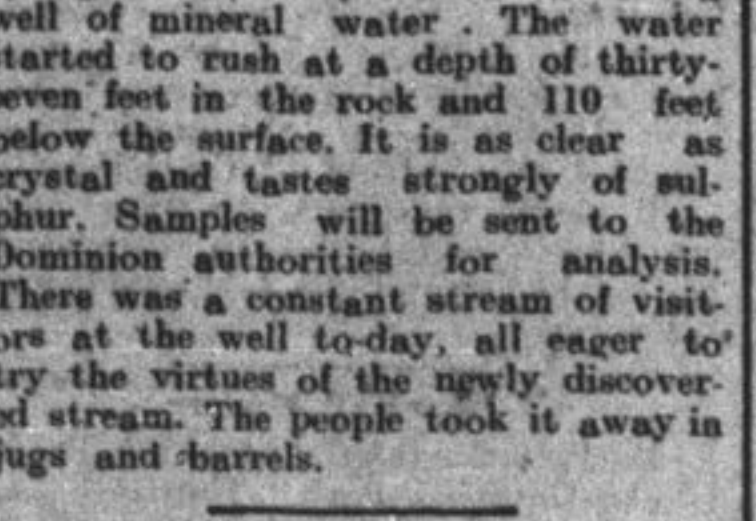 well of mineral water . The water
started to rush at a depth of thirty-
seven feet in the rock and 110 feet
below the surface. It is as clear as
crystal and tastes strongly of sul-
phur. Samples will be sent to the
Dominion authorities for analysis.
There was a constant stream of visit-
ors at the well to-day, all eager to
try the virtues of the newly discover-
ed stream. The people took it away in
jugs and barrels.